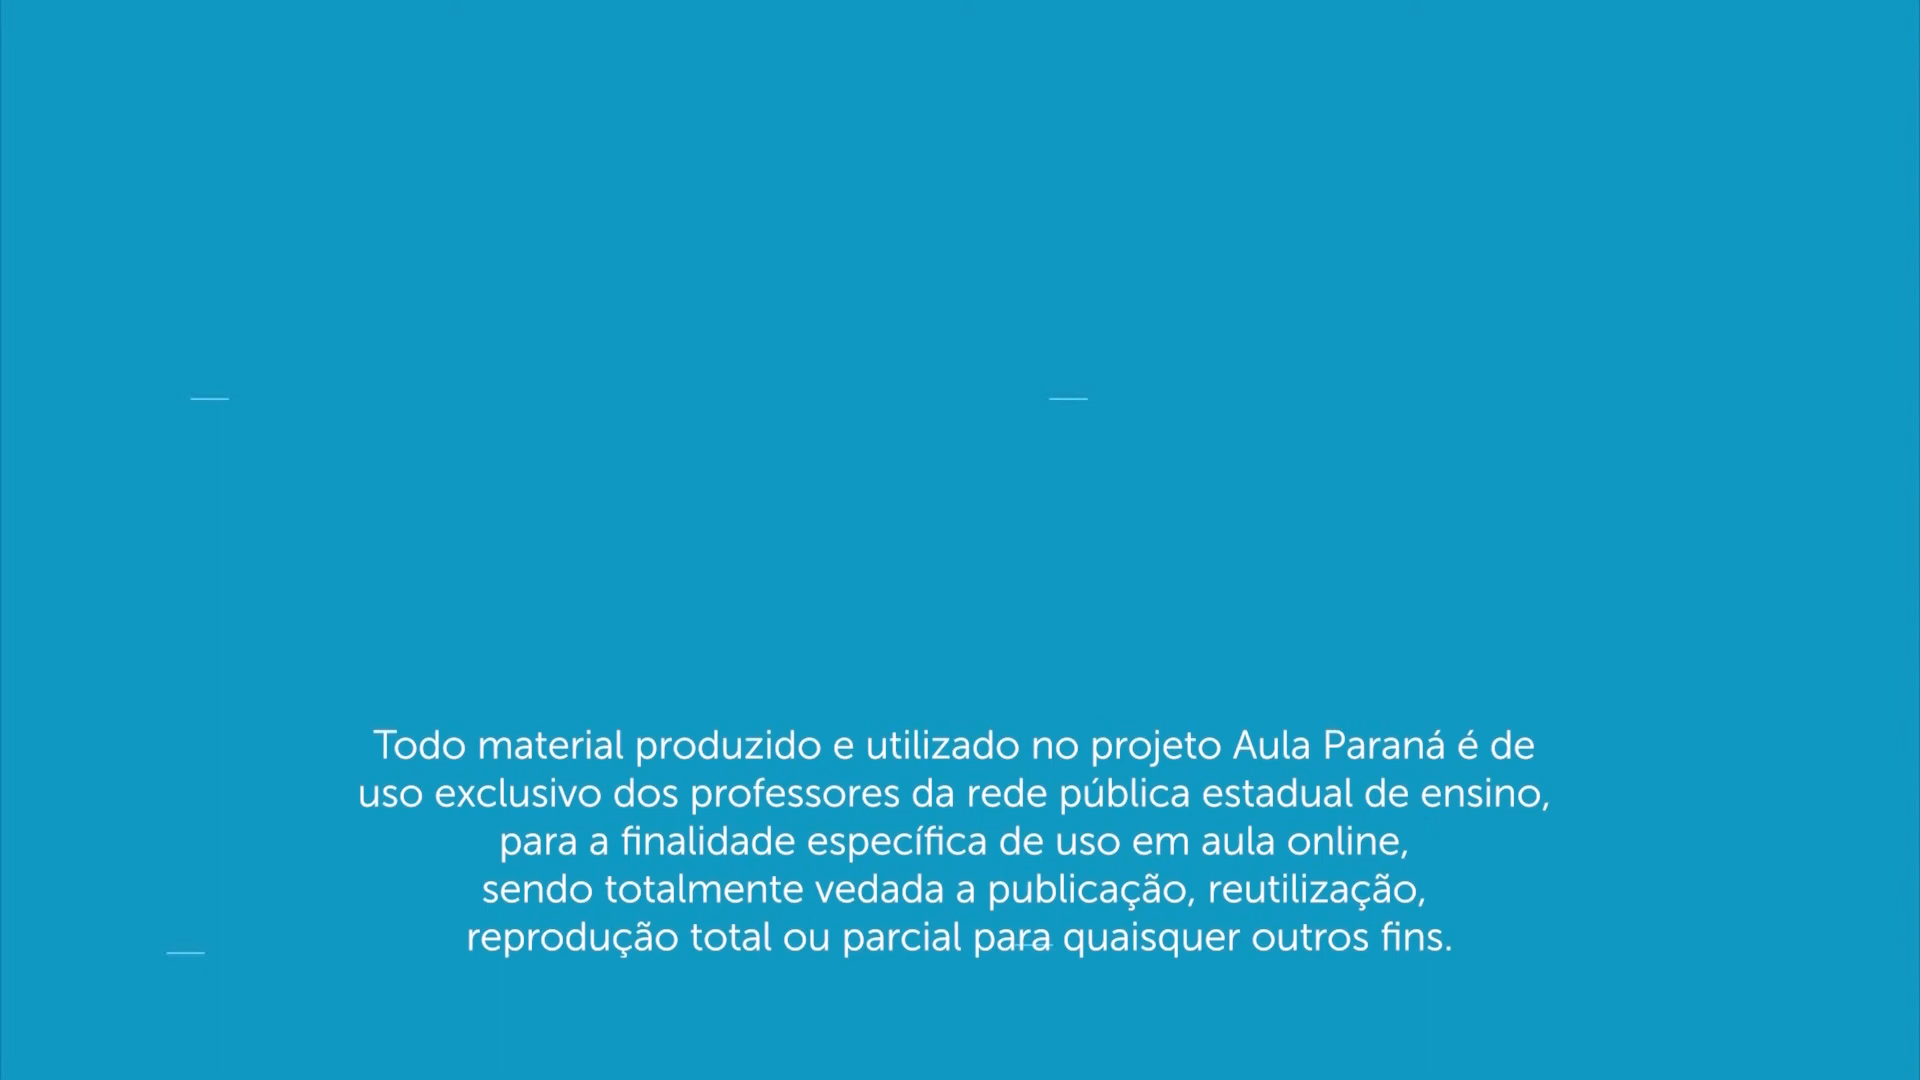 Todo material produzido e utilizado no projeto Aula Paraná é de
uso exclusivo dos professores da rede pública estadual de ensino,
para a finalidade específica de uso em aula online,
sendo totalmente vedada a publicação, reutilização,
reprodução total ou parcial para quaisquer outros fins.